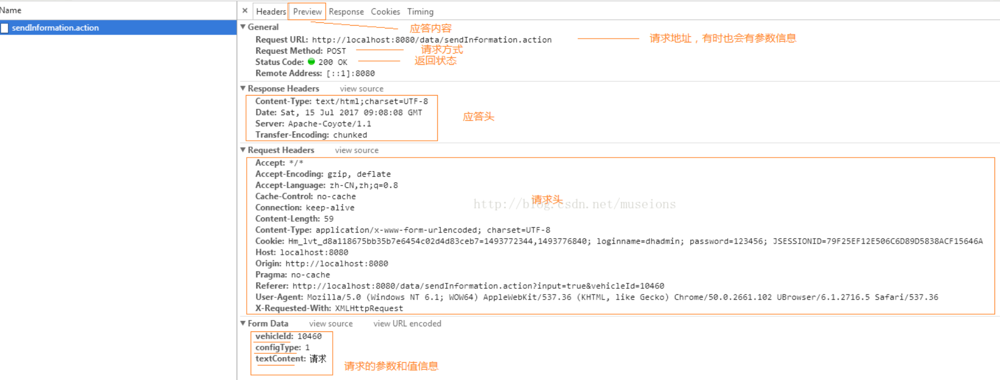 Name
× Headers Preview Response Cookies Timing
sendInformation.action
▼ General
应答内容
Request URL: http://localhost:8080/data/sendInformation.action
请求地址，有时也会有参数信息
Request Method: POST
请求方式
Status Code: 200 OK
返回状态
Remote Address: [::1]:8080
▼ Response Headers view source
Content-Type: text/html;charset=UTF-8
Date: Sat, 15 Jul 2017 09:08:08 GMT
应答头
Server: Apache-Coyote/1.1
Transfer-Encoding: chunked
▼ Request Headers view source
Accept: */*
Accept-Encoding: gzip, deflate
Accept-Language: zh-CN,zh;q=0.8
Cache-Control: no-cache
请求头
http://blog.csdn.net/museions
Connection: keep-alive
Content-Length: 59
Content-Type: application/x-www-form-urlencoded; charset=UTF-8
Cookie: Hm_lvt_d8a118675bb35b7e6454c02d4d83ceb7=1493772344,1493776840; loginname=dhadmin; password=123456; JSESSIONID=79F25EF12E506C6D89D5838ACF15646A
Host: localhost:8080
Origin: http://localhost:8080
Pragma: no-cache
Referer: http://localhost:8080/data/sendInformation.action?input=true&vehicleId=10460
User-Agent: Mozilla/5.0 (Windows NT 6.1; WOW64) AppleWebKit/537.36 (KHTML, like Gecko) Chrome/50.0.2661.102 UBrowser/6.1.2716.5 Safari/537.36
X-Requested-With: XMLHttpRequest
▼ Form Data view source view URL encoded
vehicleId: 10460
configType: 1
textContent: 请求
请求的参数和值信息